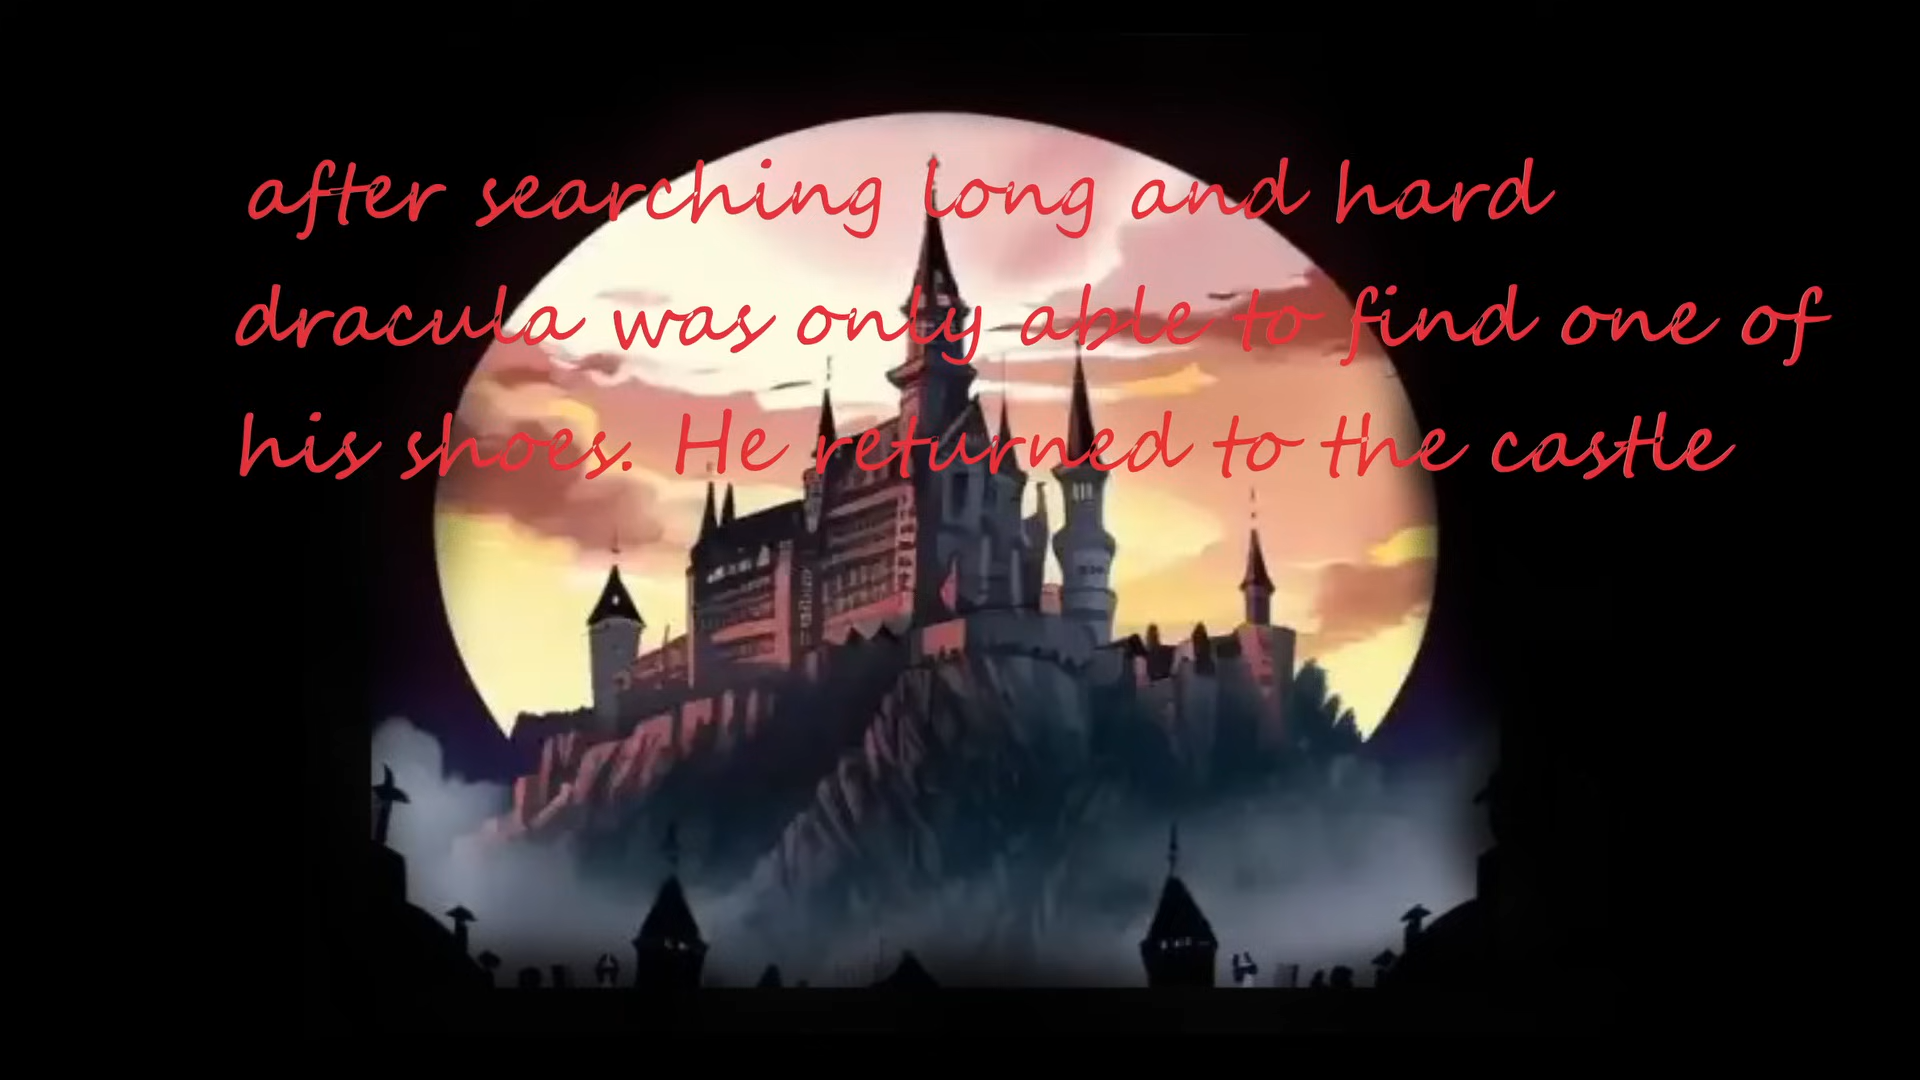 after searching long and hard
dracula was only able to find one of
his shoes. He returned to the castle